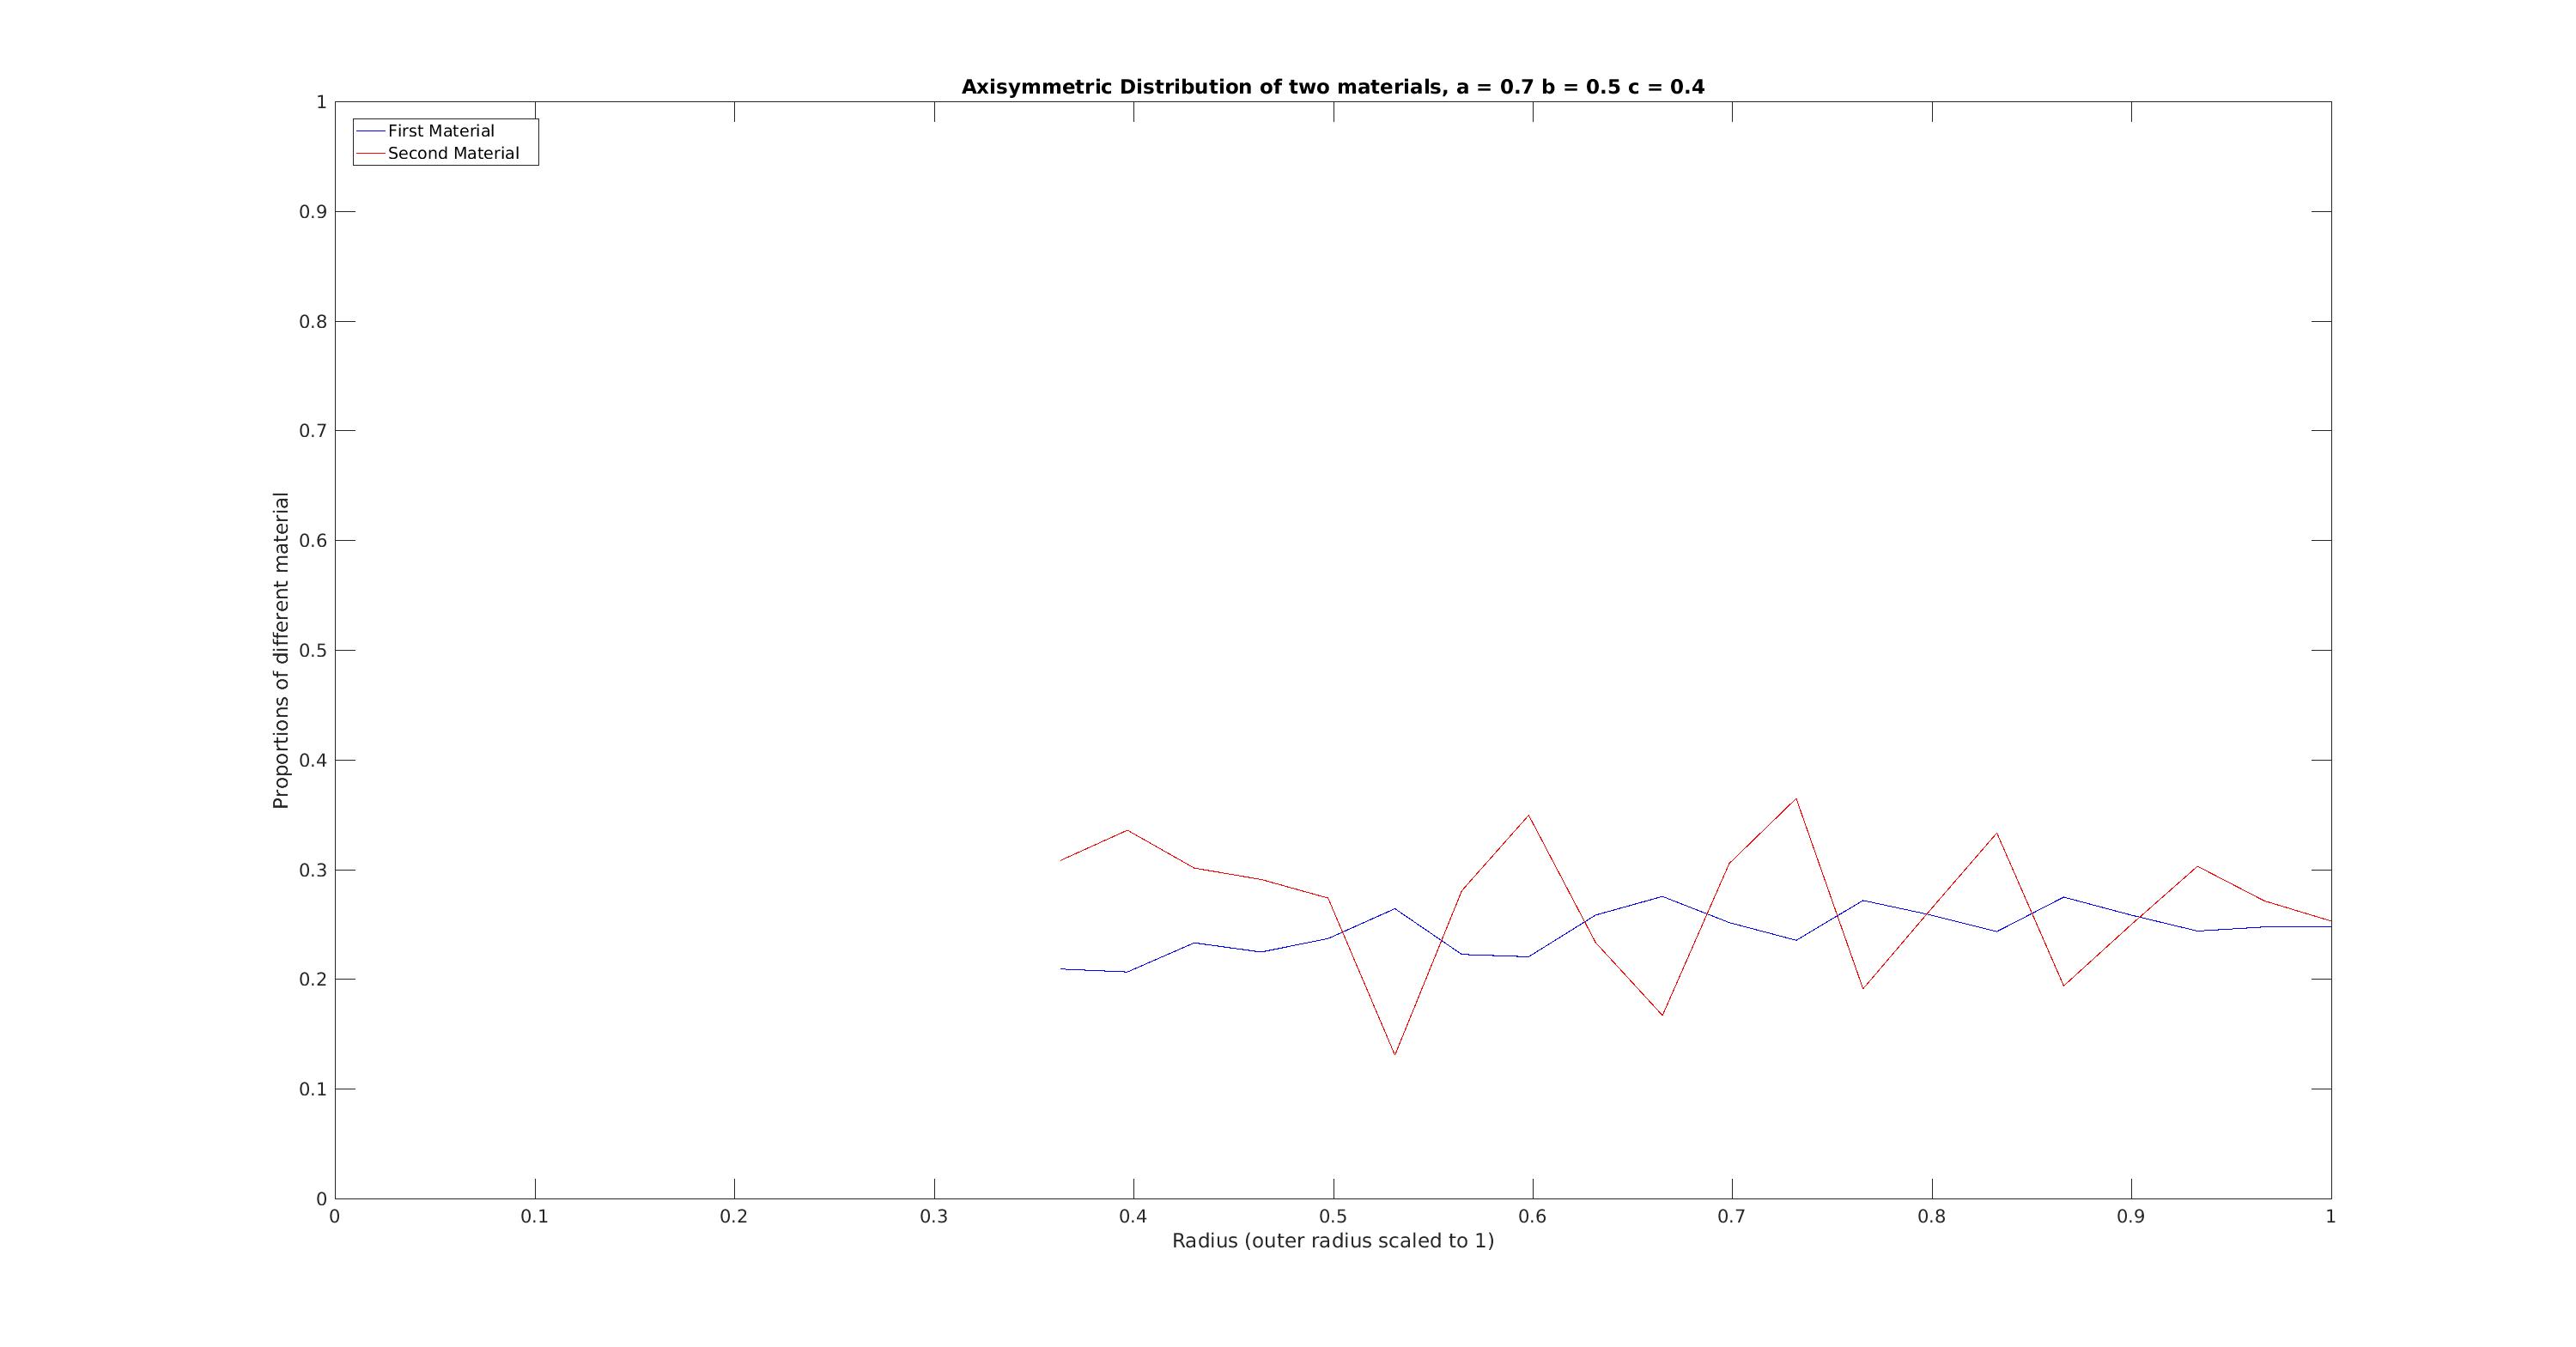 Axisymmetric Distribution of two materials, a = 0.7 b = 0.5 c = 0.4
First Material
Second Material
1
0.9
0.8
0.7
0.6
0.5
0.4
0.3
0.2
0.1
0
Proportions of different material
0 0.1 0.2 0.3 0.4 0.5 0.6 0.7 0.8 0.9 1
Radius (outer radius scaled to 1)